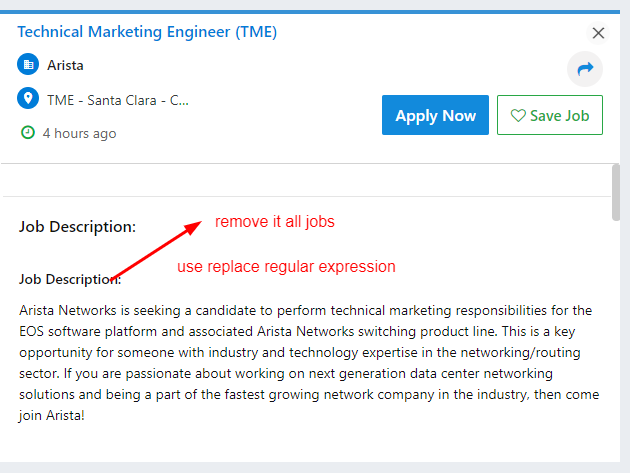 Technical Marketing Engineer (TME)
Arista
TME - Santa Clara - C...
4 hours ago
Apply Now
Save Job
Job Description:
remove it all jobs
use replace regular expression
Job Description:
Arista Networks is seeking a candidate to perform technical marketing responsibilities for the
EOS software platform and associated Arista Networks switching product line. This is a key
opportunity for someone with industry and technology expertise in the networking/routing
sector. If you are passionate about working on next generation data center networking
solutions and being a part of the fastest growing network company in the industry, then come
join Arista!